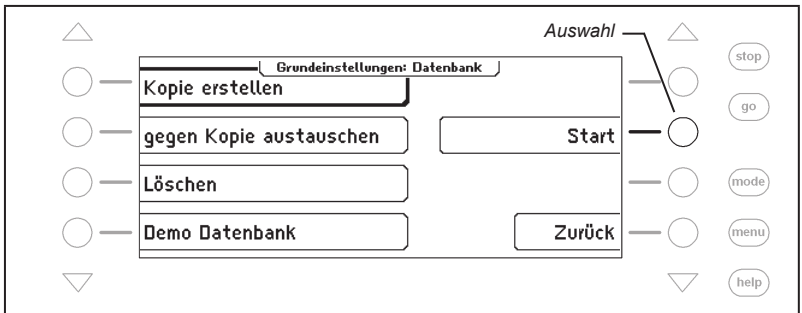 Auswahl
stop
Grundeinstellungen: Datenbank
Kopie erstellen
go
gegen Kopie austauschen
Start
Löschen
mode
Demo Datenbank
Zurück
menu
help